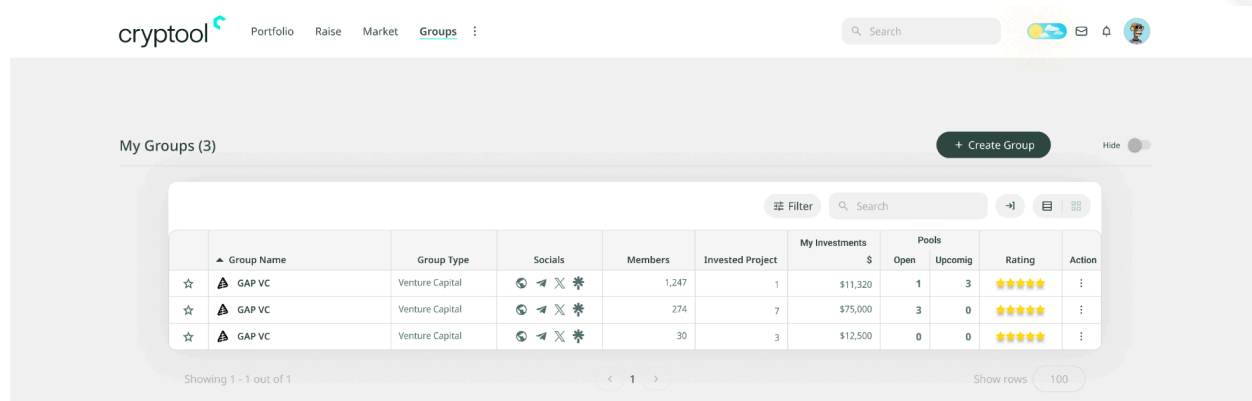 cryptool Portfolio Raise Market Groups Search
My Groups (3) + Create Group Hide
Filter Search
My Investments Pools
Group Name Group Type Socials Members Invested Project $ Open Upcomig Rating Action
GAP VC Venture Capital 1,247 1 $11,320 1 3
GAP VC Venture Capital 274 7 $75,000 3 0
GAP VC Venture Capital 30 3 $12,500 0 0
Showing 1 - 1 out of 1 < 1 > Show rows 100